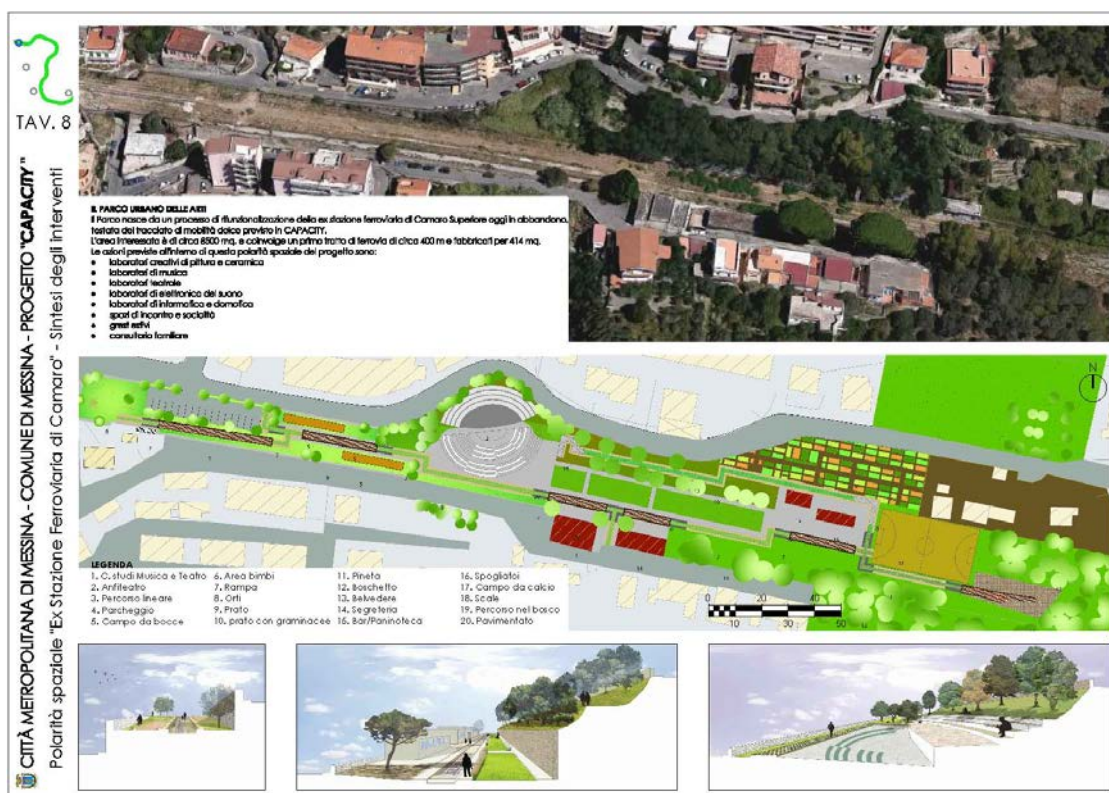 TAV. 8
CITTÀ METROPOLITANA DI MESSINA - COMUNE DI MESSINA - PROGETTO "CAPACITY"
Polarità spaziale "Ex Stazione Ferroviaria di Camaro" - Sintesi degli interventi
IL PARCO URBANO DELLE ARTI
Il Parco nasce da un processo di rifunzionalizzazione della ex stazione ferroviaria di Camaro Superiore oggi in abbandono,
testata del tracciato di mobilità dolce previsto in CAPACITY.
L'area interessata è di circa 8500 mq. e coinvolge un primo tratto di ferrovia di circa 400 m e fabbricati per 414 mq.
Le azioni previste all'interno di questa polarità spaziale del progetto sono:
• laboratori creativi di pittura e ceramica
• laboratori di musica
• laboratori teatrale
• laboratori di elettronica del suono
• laboratori di informatica e domotica
• spazi di incontro e socialità
• grest estivi
• consultorio familiare
N
LEGENDA
1. C.studi Musica e Teatro
2. Anfiteatro
3. Percorso lineare
4. Parcheggio
5. Campo da bocce
6. Area bimbi
7. Rampa
8. Orti
9. Prato
10. prato con graminacee
11. Pineta
12. Boschetto
13. Belvedere
14. Segreteria
15. Bar/Paninoteca
16. Spogliatoi
17. Campo da calcio
18. Scale
19. Percorso nel bosco
20. Pavimentato
0 20 40
10 30 50